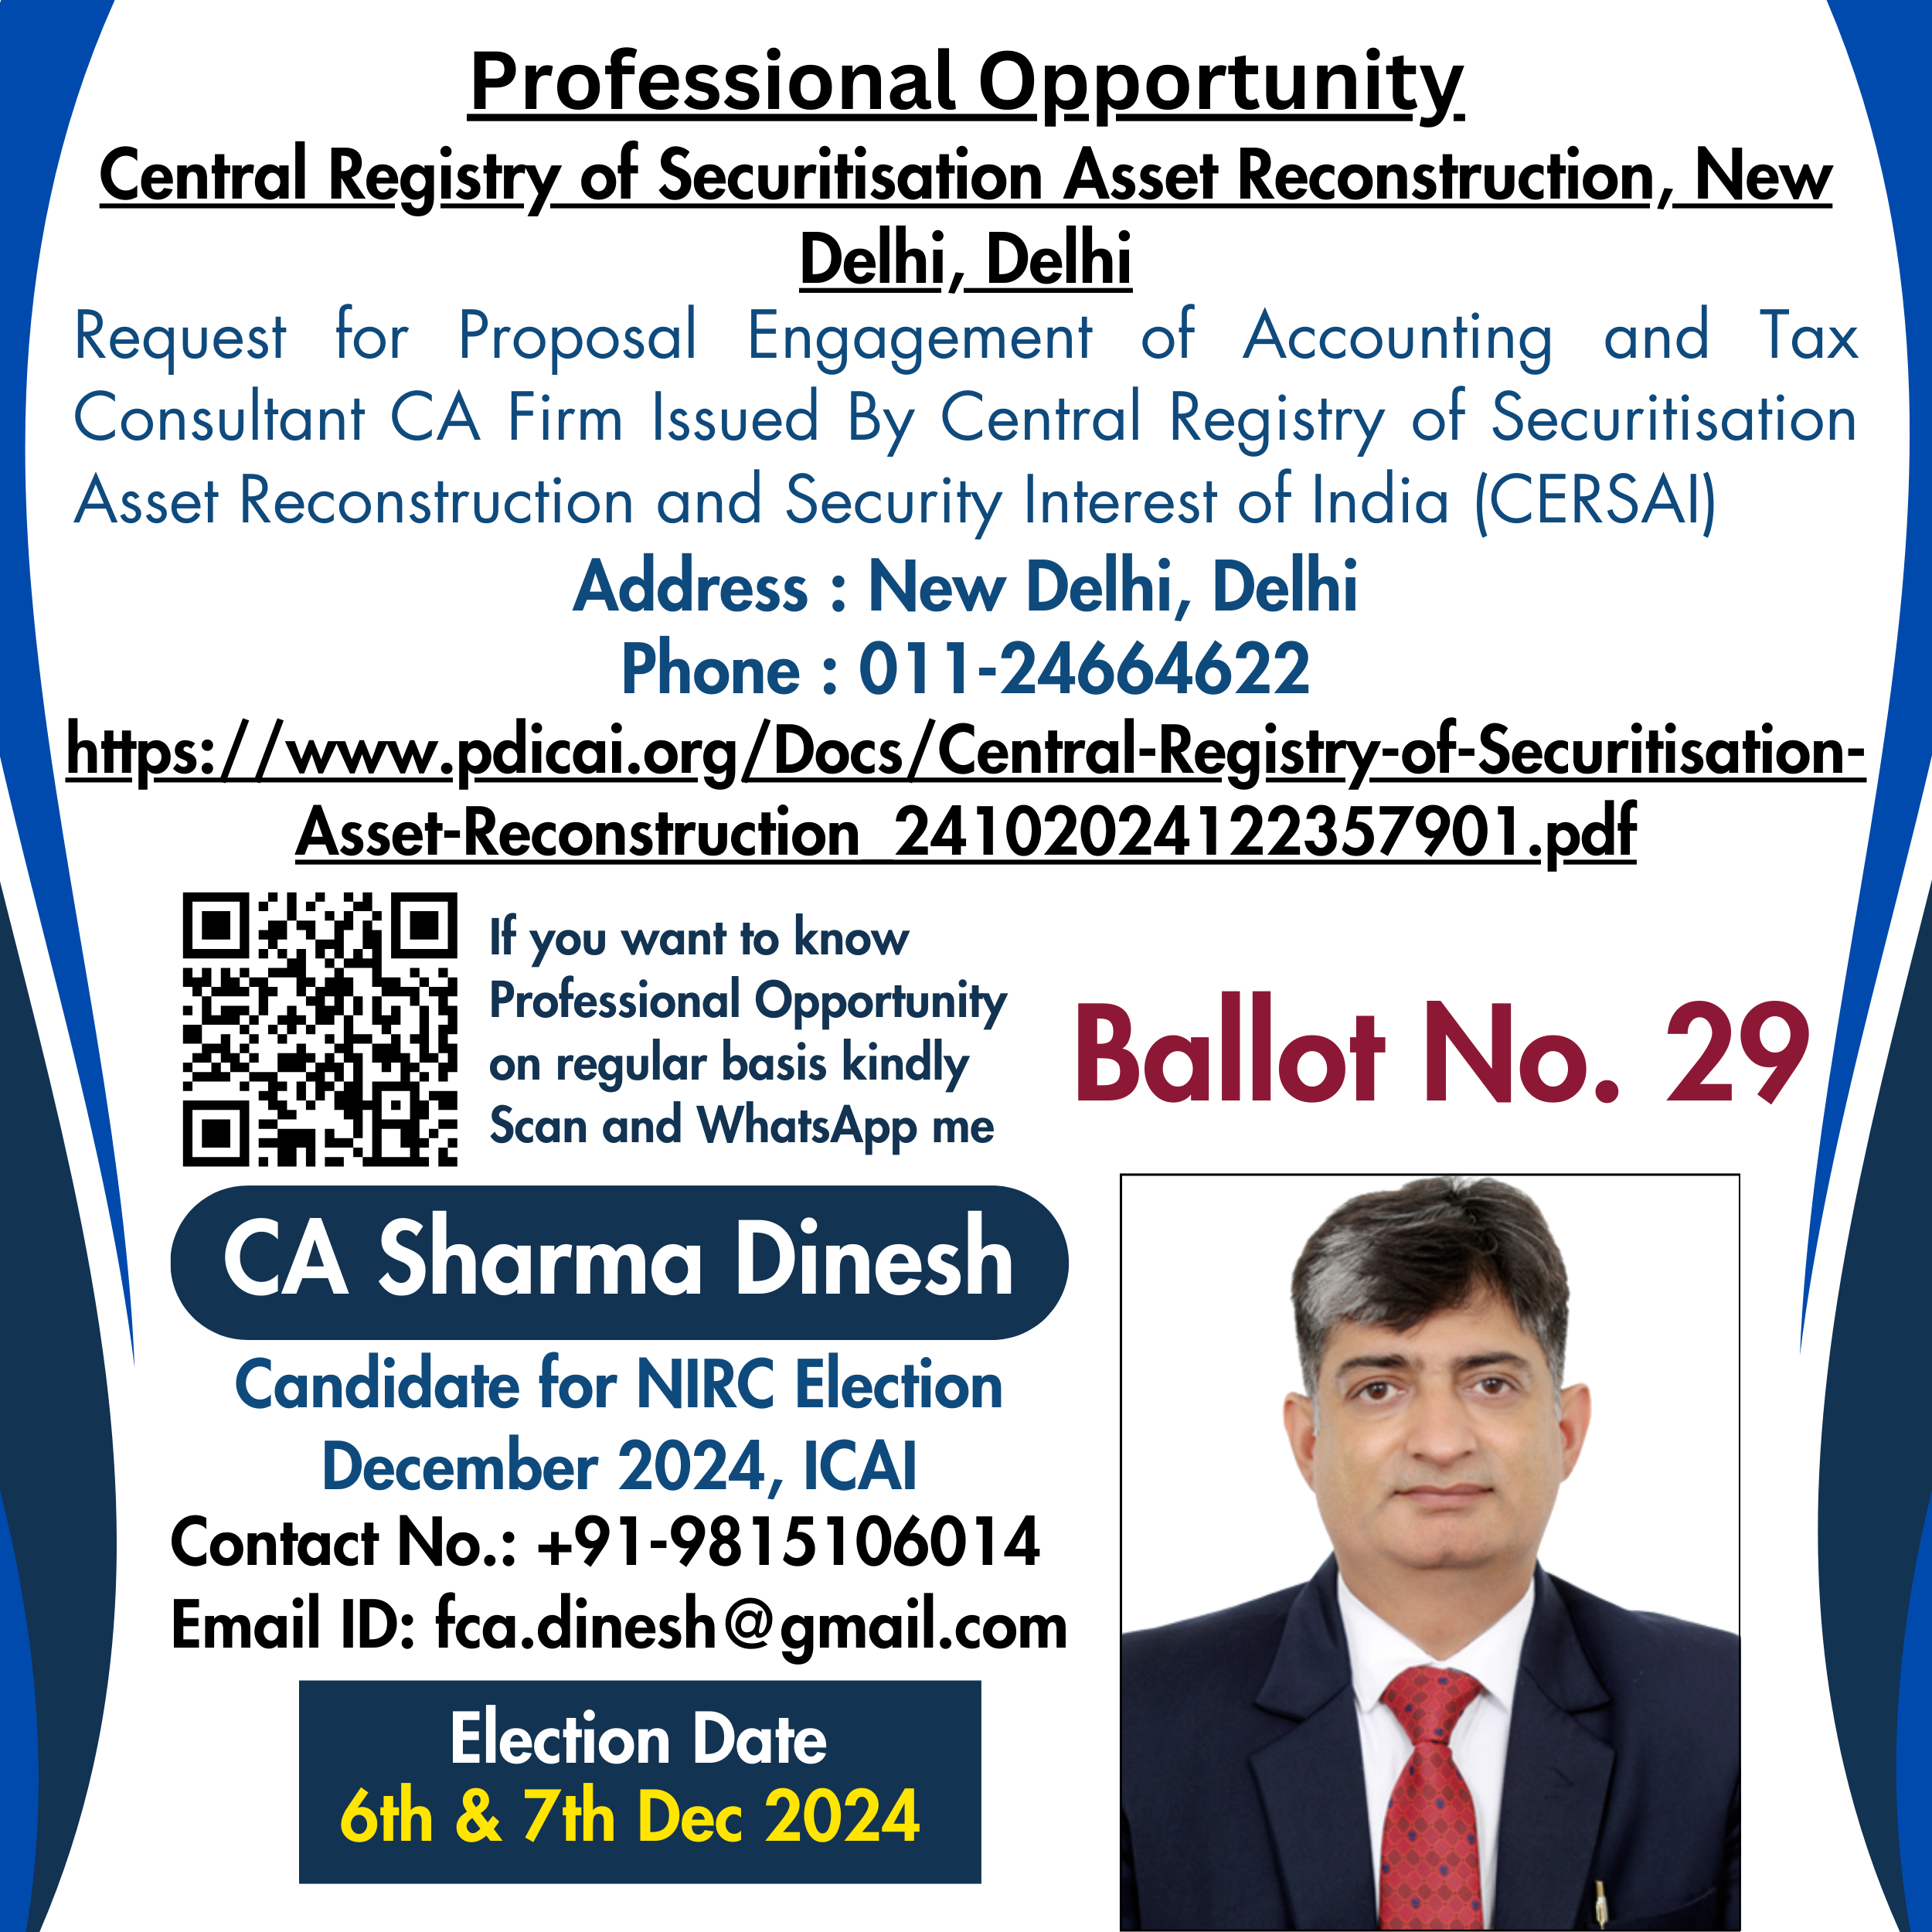 Professional Opportunity
Central Registry of Securitisation Asset Reconstruction, New
Delhi, Delhi
Request for Proposal Engagement of Accounting and Tax
Consultant CA Firm Issued By Central Registry of Securitisation
Asset Reconstruction and Security Interest of India (CERSAI)
Address : New Delhi, Delhi
Phone : 011-24664622
https://www.pdicai.org/Docs/Central-Registry-of-Securitisation-
Asset-Reconstruction_24102024122357901.pdf
If you want to know
Professional Opportunity
on regular basis kindly
Scan and WhatsApp me
Ballot No. 29
CA Sharma Dinesh
Candidate for NIRC Election
December 2024, ICAI
Contact No.: +91-9815106014
Email ID: fca.dinesh@gmail.com
Election Date
6th & 7th Dec 2024